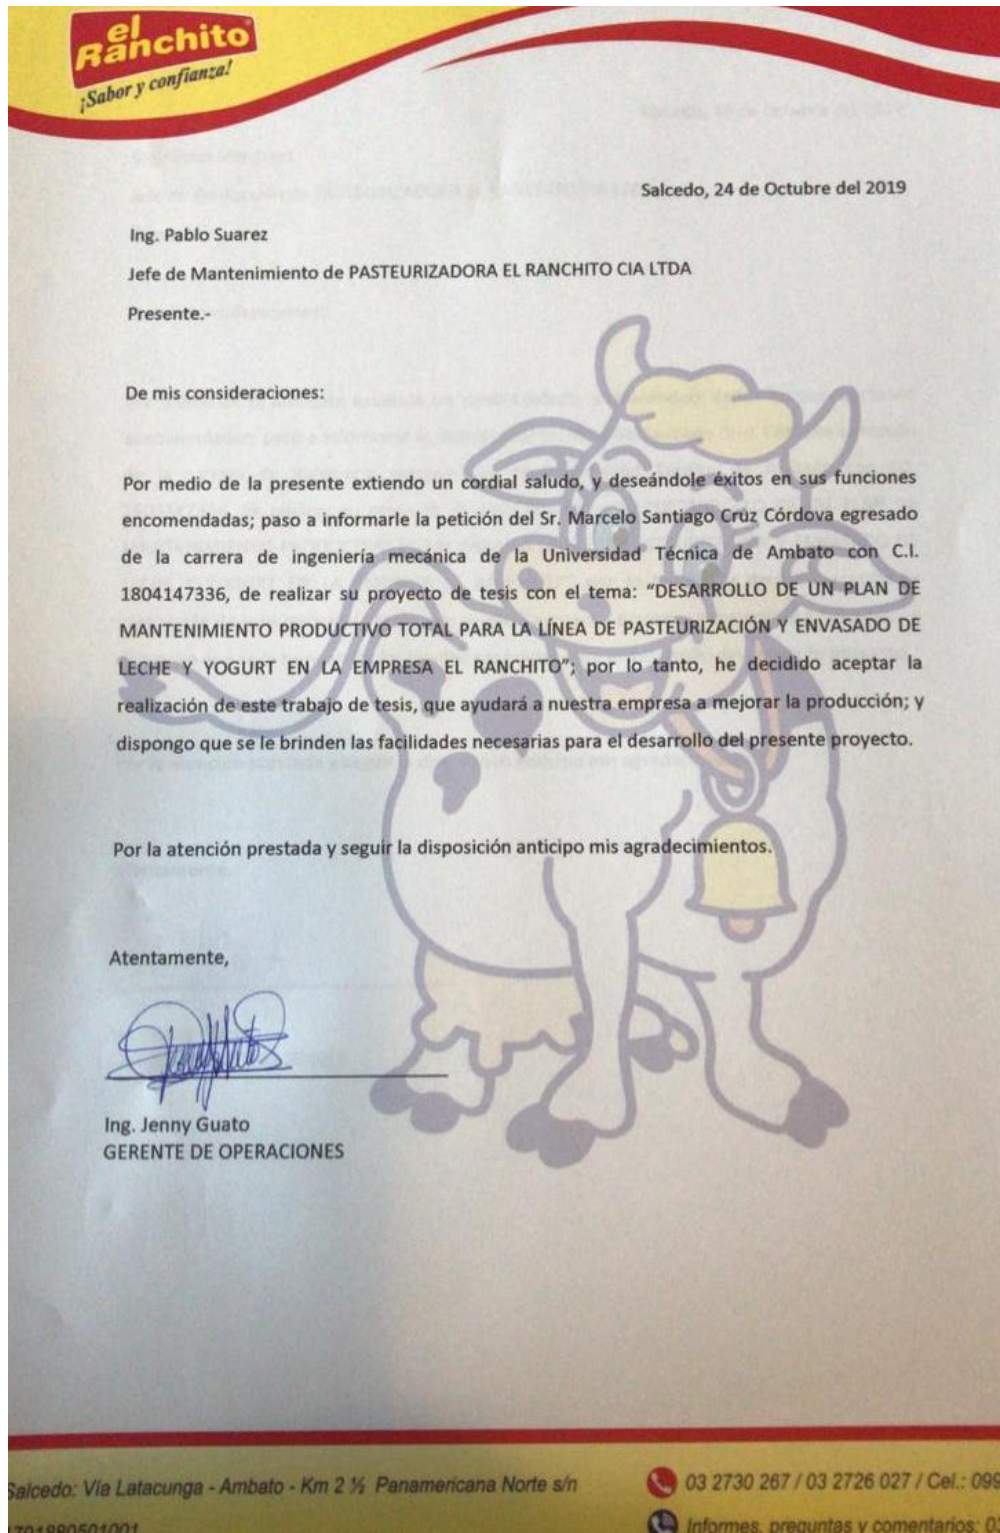 el
Ranchito
¡Sabor y confianza!
Salcedo, 24 de Octubre del 2019
Ing. Pablo Suarez
Jefe de Mantenimiento de PASTEURIZADORA EL RANCHITO CIA LTDA
Presente.-
De mis consideraciones:
Por medio de la presente extiendo un cordial saludo, y deseándole éxitos en sus funciones
encomendadas; paso a informarle la petición del Sr. Marcelo Santiago Cruz Córdova egresado
de la carrera de ingeniería mecánica de la Universidad Técnica de Ambato con C.I.
1804147336, de realizar su proyecto de tesis con el tema: “DESARROLLO DE UN PLAN DE
MANTENIMIENTO PRODUCTIVO TOTAL PARA LA LÍNEA DE PASTEURIZACIÓN Y ENVASADO DE
LECHE Y YOGURT EN LA EMPRESA EL RANCHITO”; por lo tanto, he decidido aceptar la
realización de este trabajo de tesis, que ayudará a nuestra empresa a mejorar la producción; y
dispongo que se le brinden las facilidades necesarias para el desarrollo del presente proyecto.
Por la atención prestada y seguir la disposición anticipo mis agradecimientos.
Atentamente,
Ing. Jenny Guato
GERENTE DE OPERACIONES
Salcedo: Vía Latacunga - Ambato - Km 2 ½ Panamericana Norte s/n
03 2730 267 / 03 2726 027 / Cel.: 099
Informes, preguntas y comentarios: